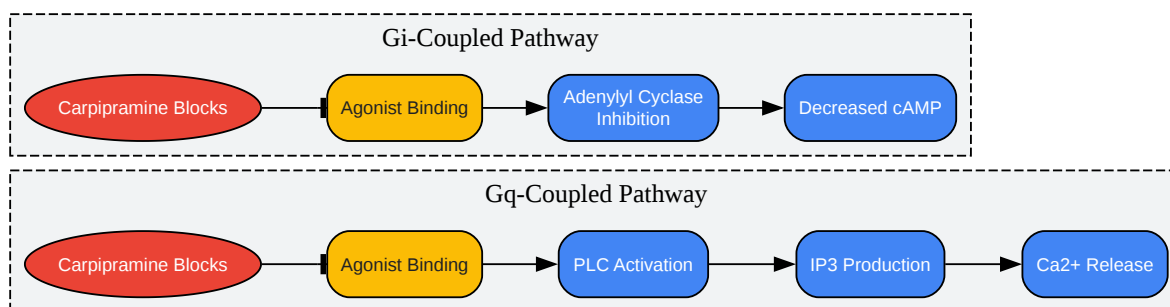 Gi-Coupled Pathway
Carpipramine Blocks
Agonist Binding
Adenylyl Cyclase
Inhibition
Decreased cAMP
Gq-Coupled Pathway
Carpipramine Blocks
Agonist Binding
PLC Activation
IP3 Production
Ca2+ Release